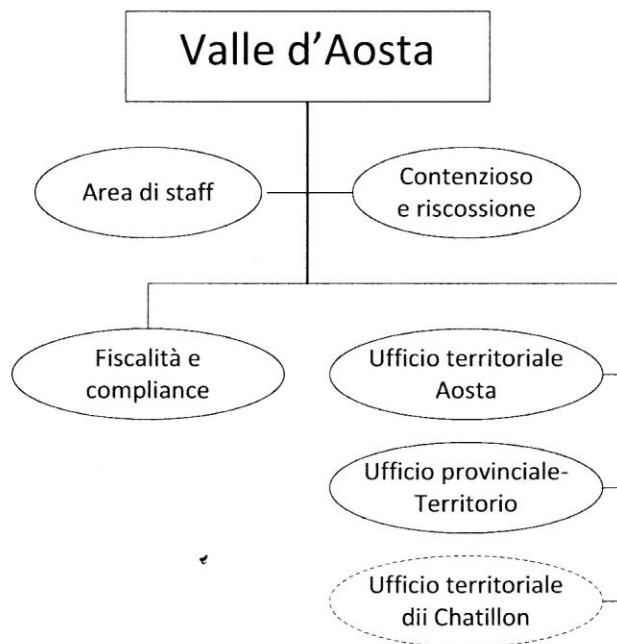 Valle d'Aosta
Area di staff
Contenzioso
e riscossione
Fiscalità e
compliance
Ufficio territoriale
Aosta
Ufficio provinciale-
Territorio
Ufficio territoriale
dii Chatillon